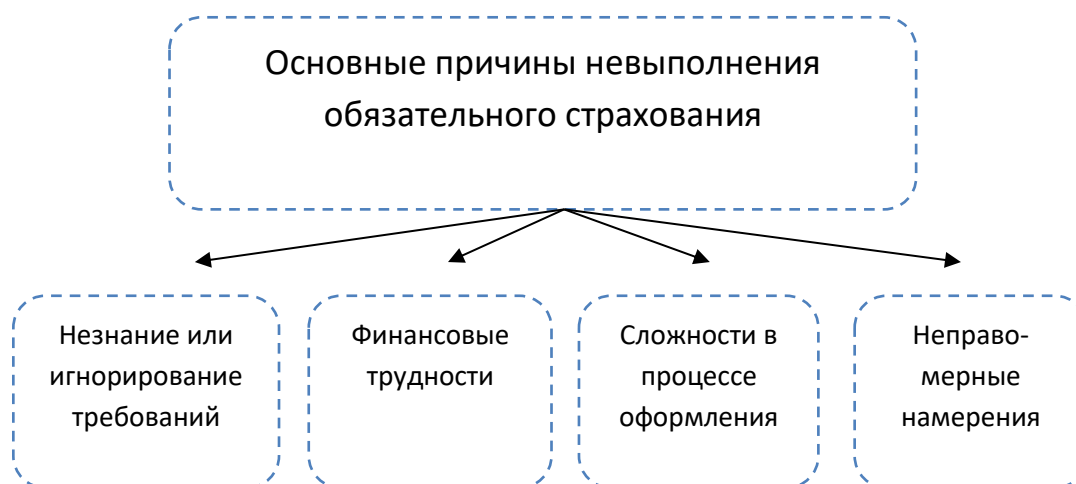 Основные причины невыполнения
обязательного страхования
Незнание или
игнорирование
требований
Финансовые
трудности
Сложности в
процессе
оформления
Неправо-
мерные
намерения